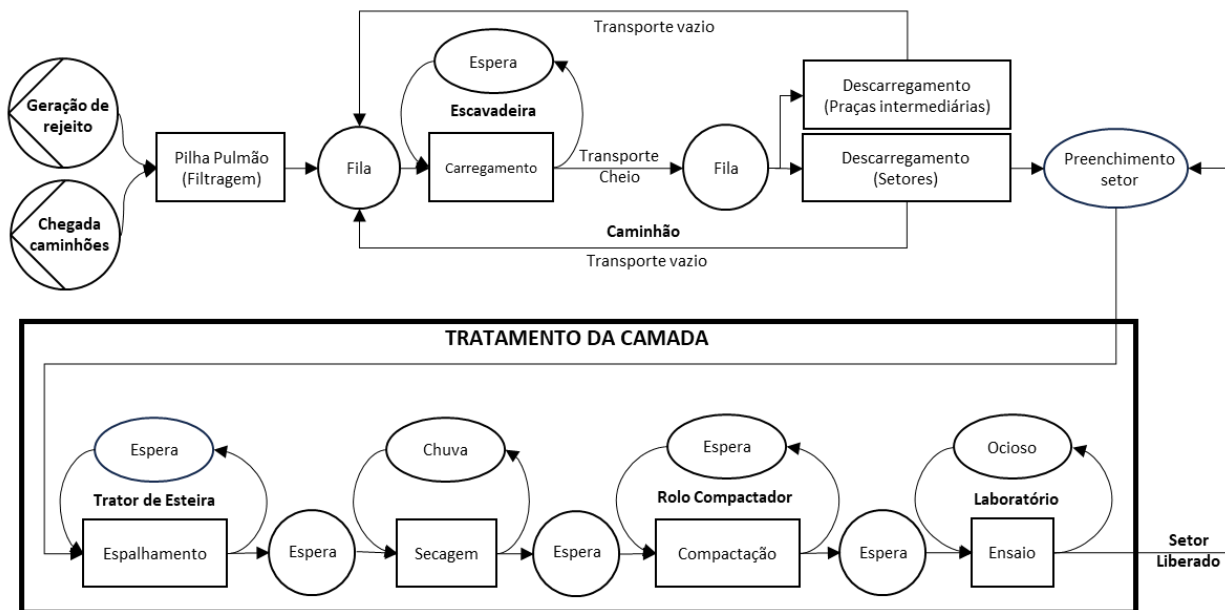 Transporte vazio
Geração de
rejeito
Chegada
caminhões
Pilha Pulmão
(Filtragem)
Fila
Espera
Escavadeira
Carregamento
Transporte
Cheio
Fila
Descarregamento
(Praças intermediárias)
Descarregamento
(Setores)
Preenchimento
setor
Caminhão
Transporte vazio
TRATAMENTO DA CAMADA
Espera
Trator de Esteira
Espalhamento
Espera
Chuva
Secagem
Espera
Espera
Rolo Compactador
Compactação
Espera
Ocioso
Laboratório
Ensaio
Setor
Liberado